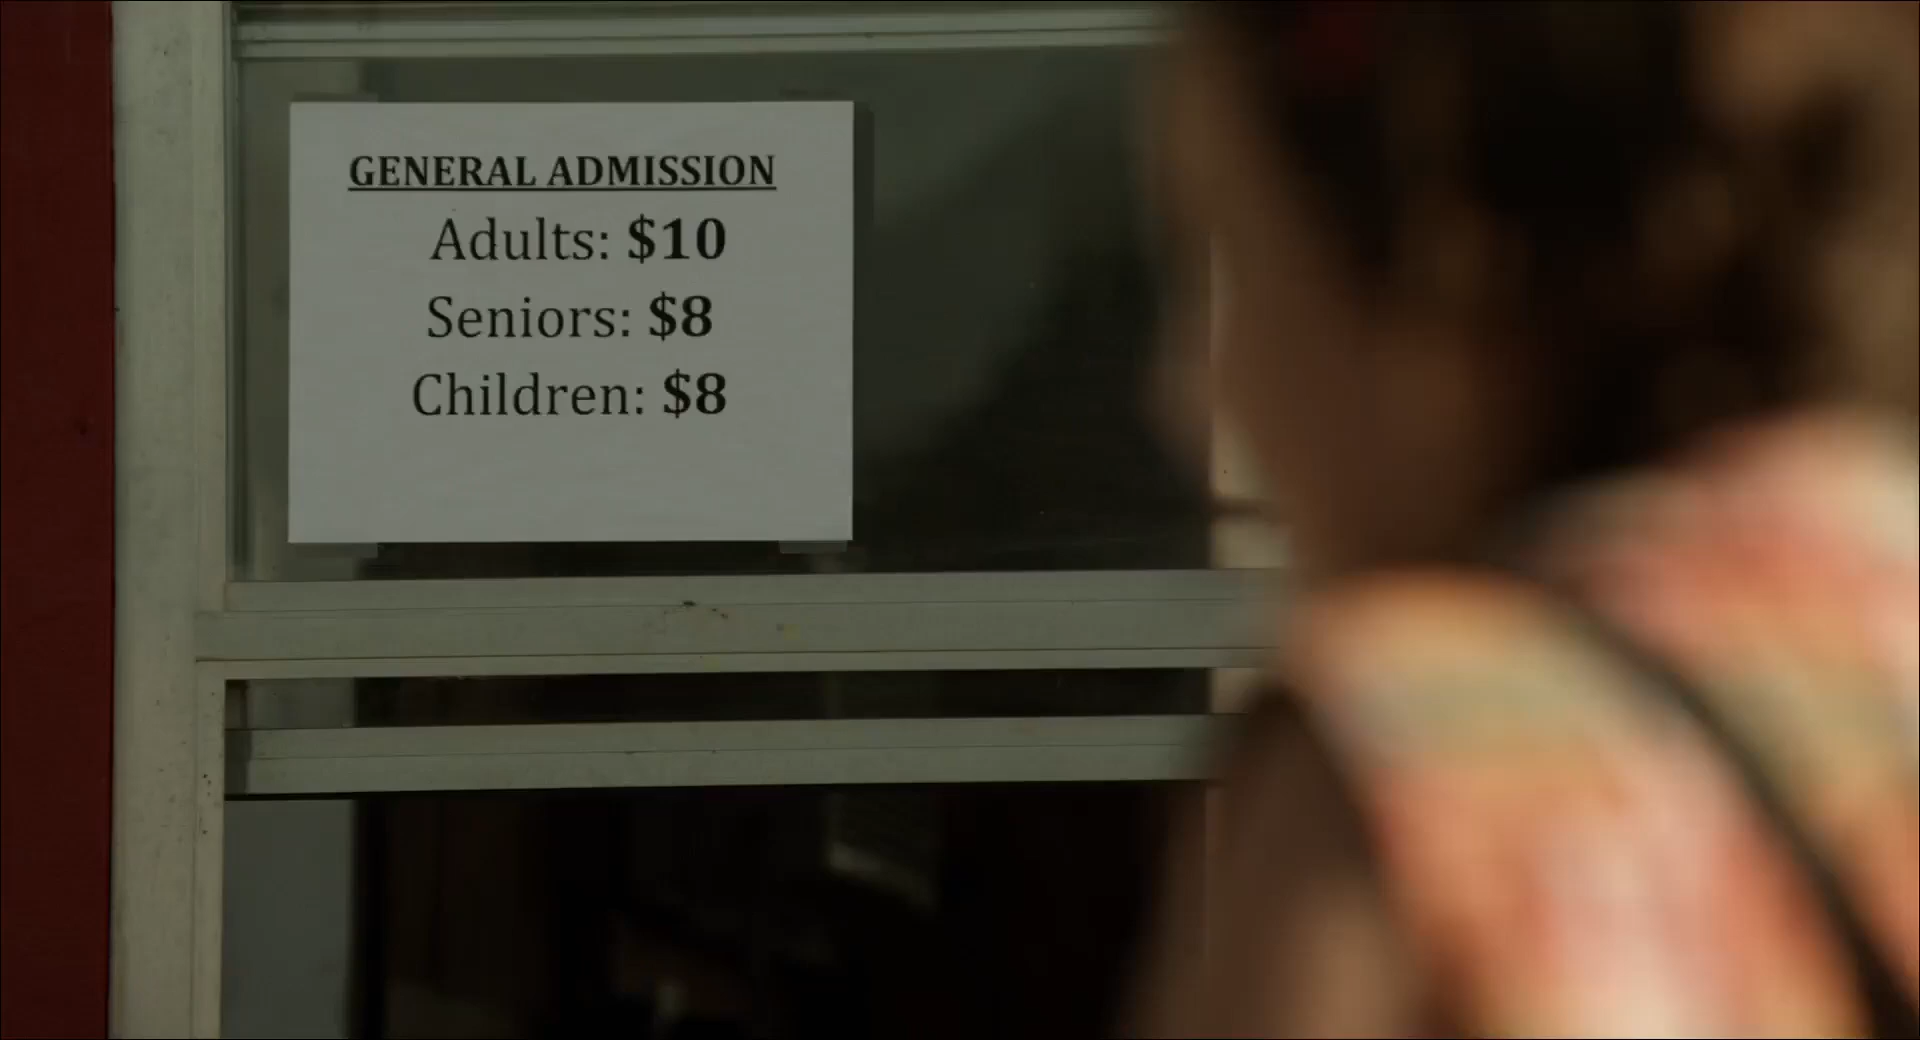 GENERAL ADMISSION
Adults: $10
Seniors: $8
Children: $8